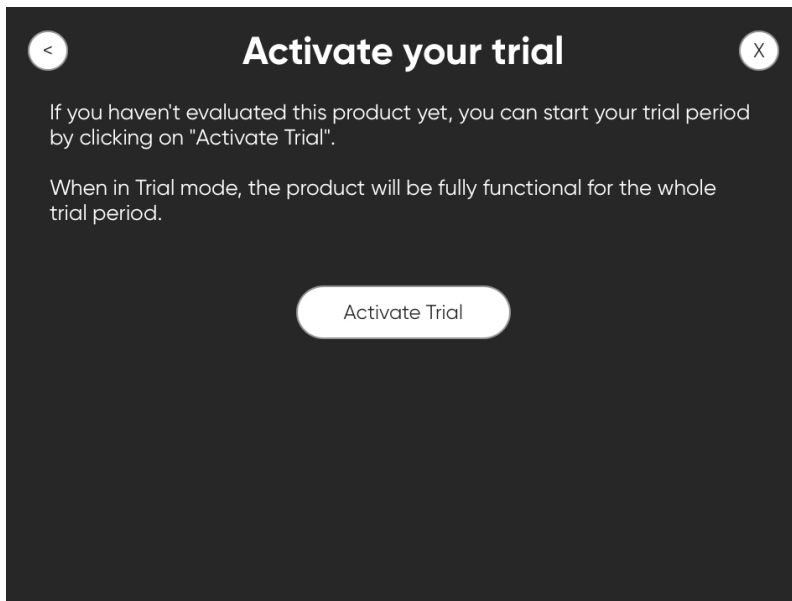 <
Activate your trial
X
If you haven't evaluated this product yet, you can start your trial period
by clicking on "Activate Trial".
When in Trial mode, the product will be fully functional for the whole
trial period.
Activate Trial